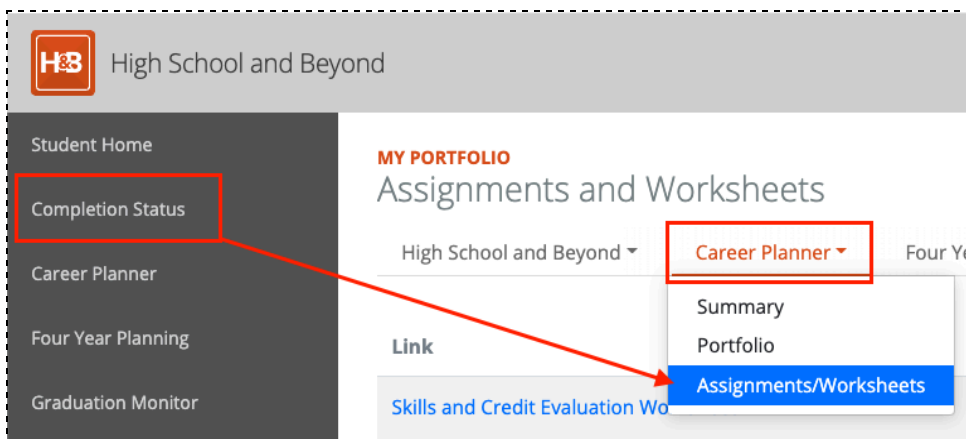 H&B High School and Beyond
Student Home
Completion Status
Career Planner
Four Year Planning
Graduation Monitor
MY PORTFOLIO
Assignments and Worksheets
High School and Beyond Career Planner Four
Summary
Portfolio
Assignments/Worksheets
Link
Skills and Credit Evaluation